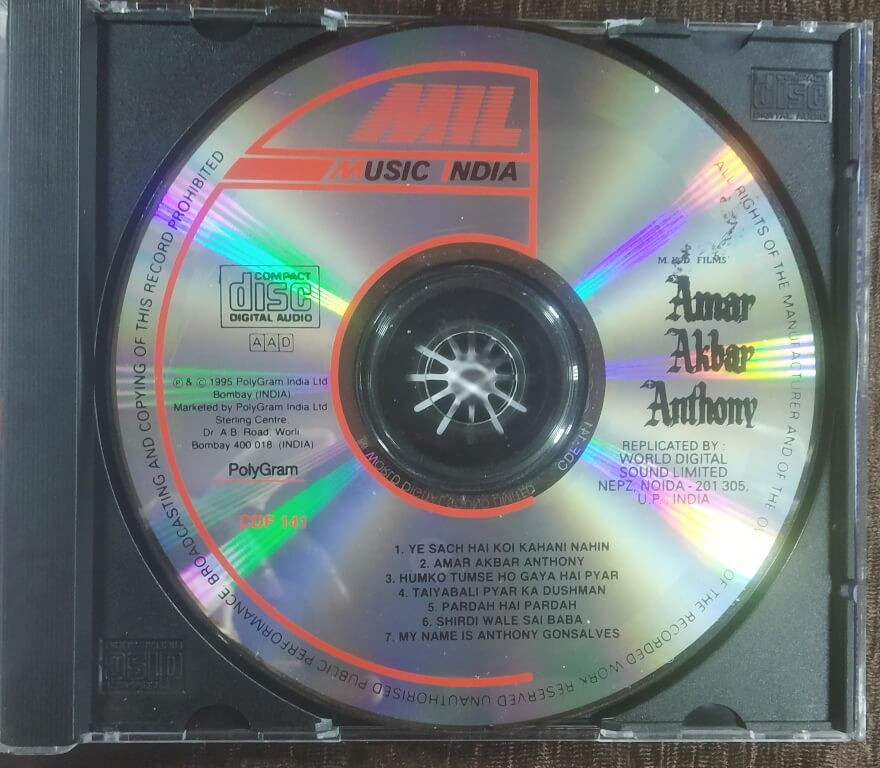 MIL
MUSIC INDIA
COMPACT
disc
DIGITAL AUDIO
COMPACT
disc
DIGITAL AUDIO
AAD
℗ & © 1995 PolyGram India Ltd
Bombay (INDIA)
Marketed by PolyGram India Ltd
Sterling Centre,
Dr. A.B. Road, Worli
Bombay 400 018 (INDIA)
PolyGram
CDF 141
FILMS'
Amar
Akbar
Anthony
REPLICATED BY :
WORLD DIGITAL
SOUND LIMITED
NEPZ, NOIDA - 201 305,
U.P., INDIA
1. YE SACH HAI KOI KAHANI NAHIN
2. AMAR AKBAR ANTHONY
3. HUMKO TUMSE HO GAYA HAI PYAR
4. TAIYABALI PYAR KA DUSHMAN
5. PARDAH HAI PARDAH
6. SHIRDI WALE SAI BABA
7. MY NAME IS ANTHONY GONSALVES
ALL RIGHTS OF THE MANUFACTURER AND OF THE OF THE RECORDED WORK RESERVED UNAUTHORISED PUBLIC PERFORMANCE BROADCASTING AND COPYING OF THIS RECORD PROHIBITED
disc